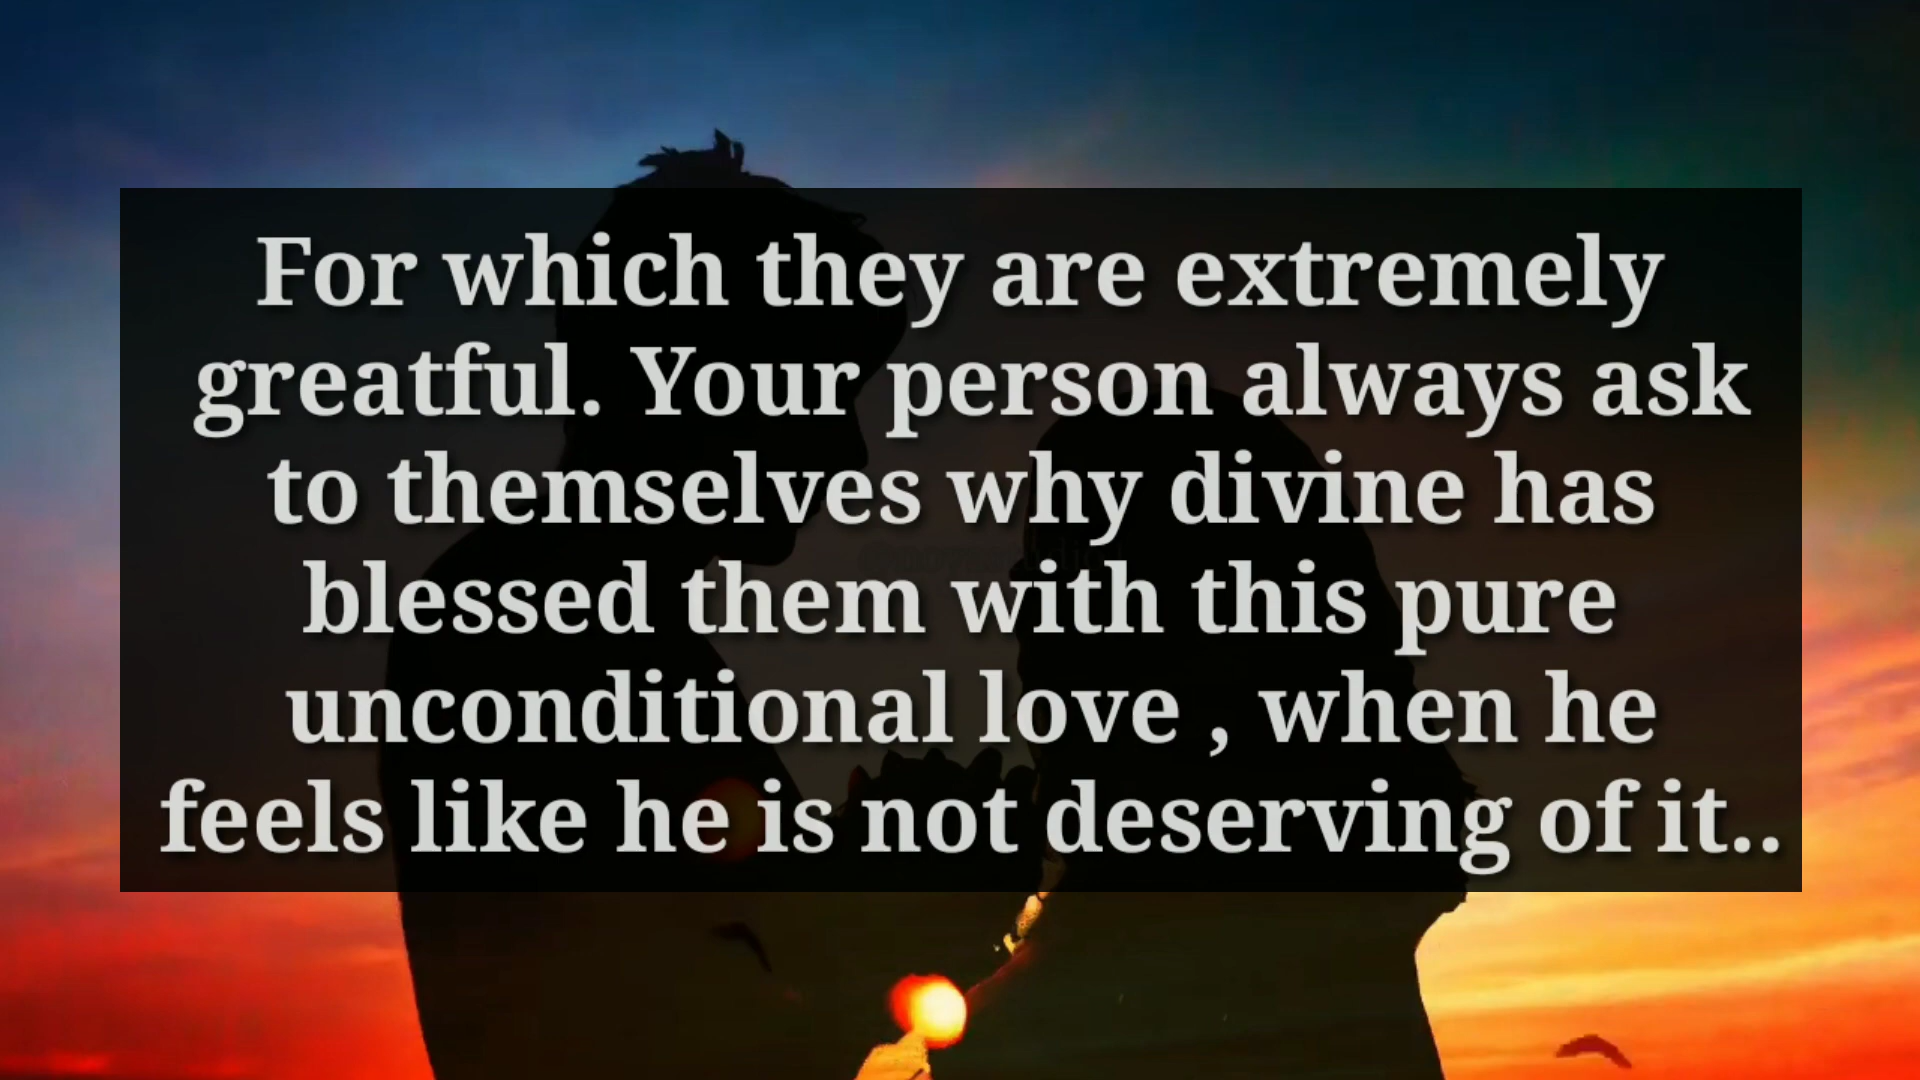 For which they are extremely
greatful. Your person always ask
to themselves why divine has
blessed them with this pure
unconditional love , when he
feels like he is not deserving of it..